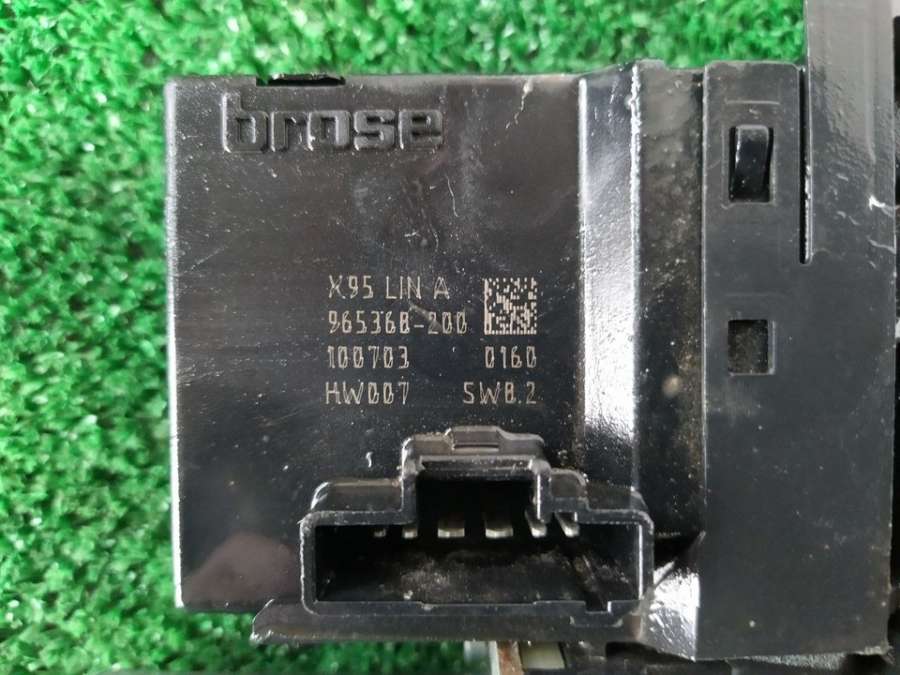 brose
X95 LIN A
965368-200
100703 0160
HW007 SW8.2